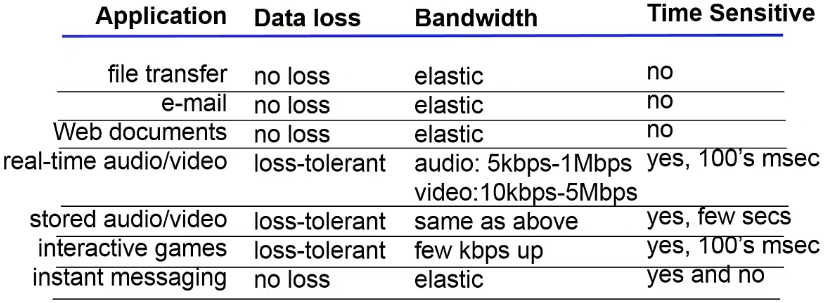 Application Data loss Bandwidth Time Sensitive
file transfer no loss elastic no
e-mail no loss elastic no
Web documents no loss elastic no
real-time audio/video loss-tolerant audio: 5kbps-1Mbps yes, 100's msec
video:10kbps-5Mbps
stored audio/video loss-tolerant same as above yes, few secs
interactive games loss-tolerant few kbps up yes, 100's msec
instant messaging no loss elastic yes and no